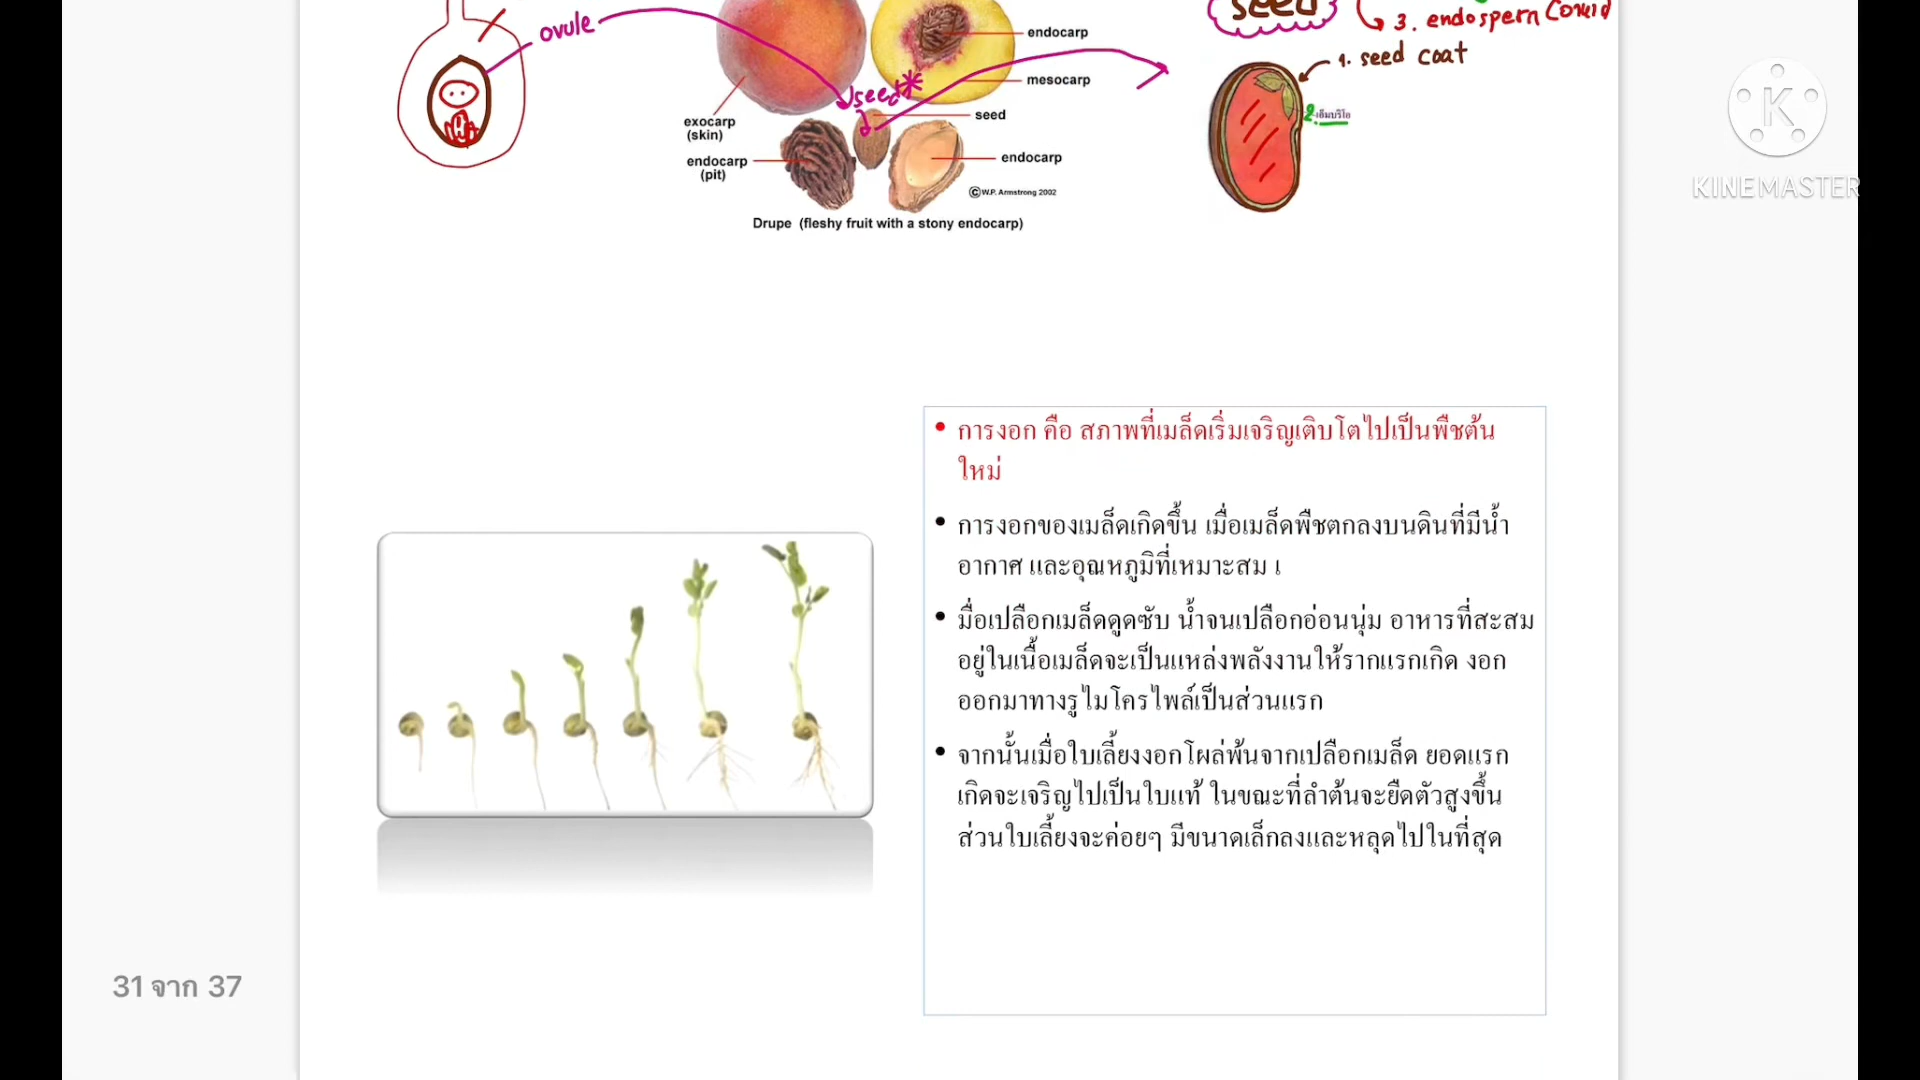 seed
3. endosperm
ovule
endocarp
1. seed coat
mesocarp
seed*
seed
2.เอ็มบริโอ
exocarp
(skin)
endocarp
(pit)
endocarp
©W.P. Armstrong 2002
Drupe (fleshy fruit with a stony endocarp)
K
KINEMASTER
• การงอก คือ สภาพที่เมล็ดเริ่มเจริญเติบโตไปเป็นพืชต้น
ใหม่
• การงอกของเมล็ดเกิดขึ้น เมื่อเมล็ดพืชตกลงบนดินที่มีน้ำ
อากาศ และอุณหภูมิที่เหมาะสม เ
• มื่อเปลือกเมล็ดดูดซับ น้ำจนเปลือกอ่อนนุ่ม อาหารที่สะสม
อยู่ในเนื้อเมล็ดจะเป็นแหล่งพลังงานให้รากแรกเกิด งอก
ออกมาทางรูไมโครไพล์เป็นส่วนแรก
• จากนั้นเมื่อใบเลี้ยงงอกโผล่พ้นจากเปลือกเมล็ด ยอดแรก
เกิดจะเจริญไปเป็นใบแท้ ในขณะที่ลำต้นจะยืดตัวสูงขึ้น
ส่วนใบเลี้ยงจะค่อยๆ มีขนาดเล็กลงและหลุดไปในที่สุด
31 จาก 37